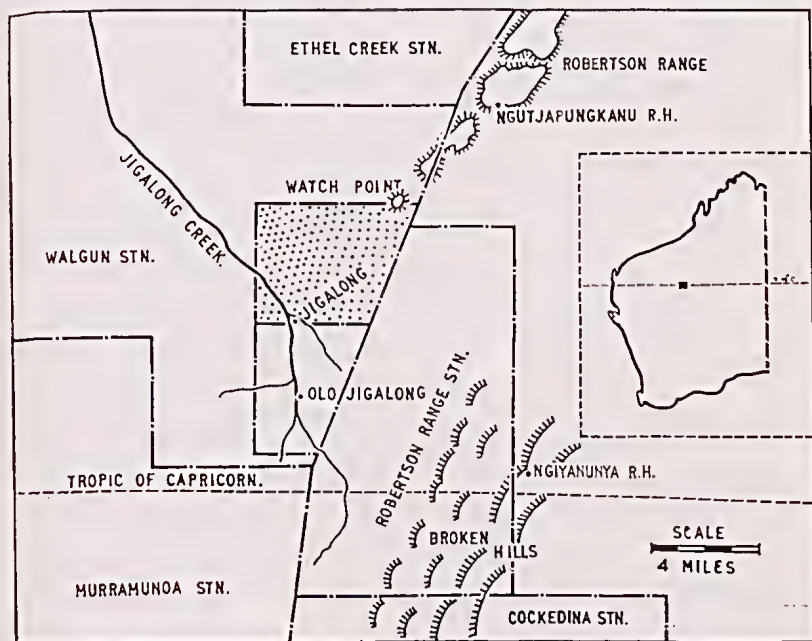 ETHEL CREEK STN.
ROBERTSON RANGE
NGUTJAPUNGKANU R.H.
WATCH POINT
JIGALONG CREEK.
WALGUN STN.
JIGALONG
OLD JIGALONG
ROBERTSON RANGE STN.
TROPIC OF CAPRICORN.
NGIYANUNYA R.H.
BROKEN
HILLS
SCALE
4 MILES
MURRAMUNOA STN.
COCKEDINA STN.